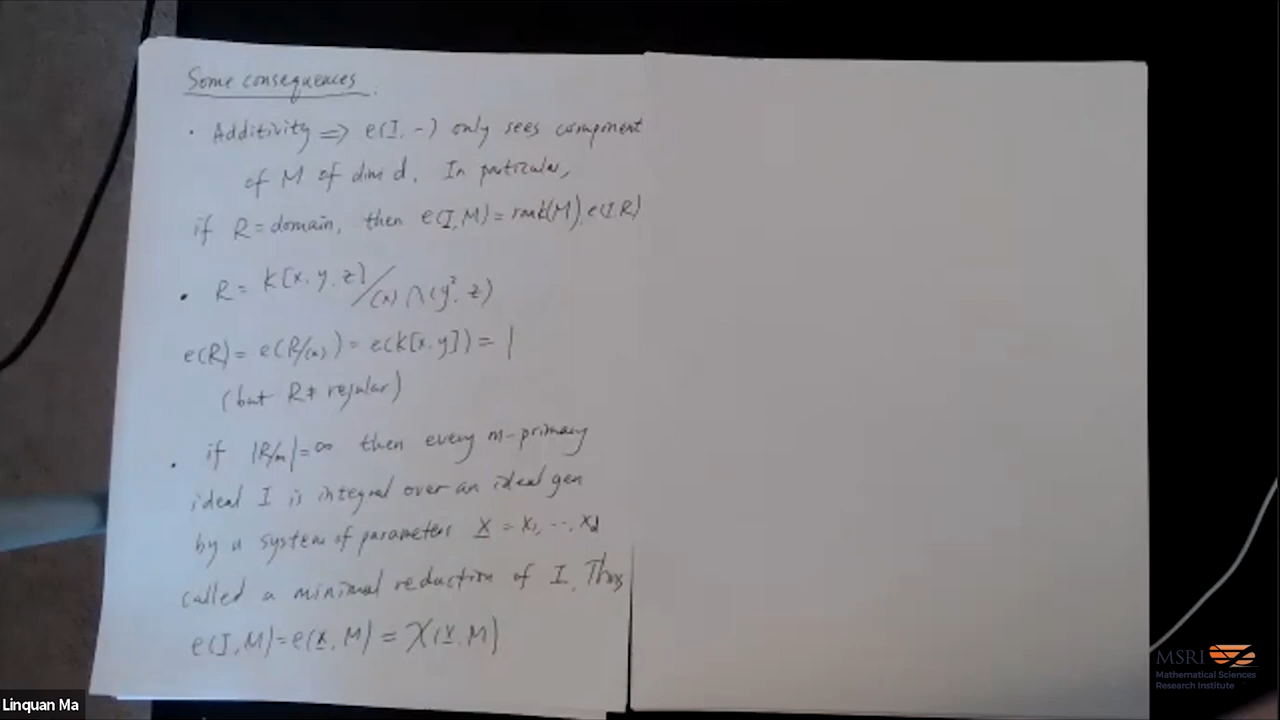 Some consequences.
· Additivity ⇒ e(I, -) only sees component
of M of dim d. In particular,
if R = domain, then e(I, M) = rank(M). e(I, R)
· R = k[x, y, z]/(x) ∩ (y², z)
e(R) = e(R/(x)) = e(k[x, y]) = 1
(but R ≠ regular)
· if |R/m| = ∞ then every m-primary
ideal I is integral over an ideal gen
by a system of parameters x = x₁, ..., x_d
called a minimal reduction of I. Thus
e(I, M) = e(x, M) = χ(x, M)
MSRI
Mathematical Sciences
Research Institute
Linquan Ma